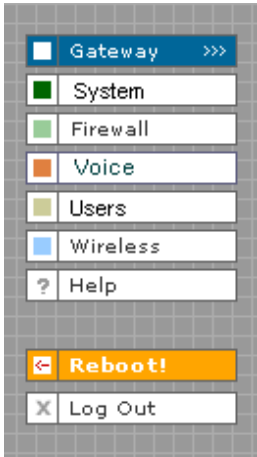 Gateway >>>
System
Firewall
Voice
Users
Wireless
? Help
← Reboot!
X Log Out